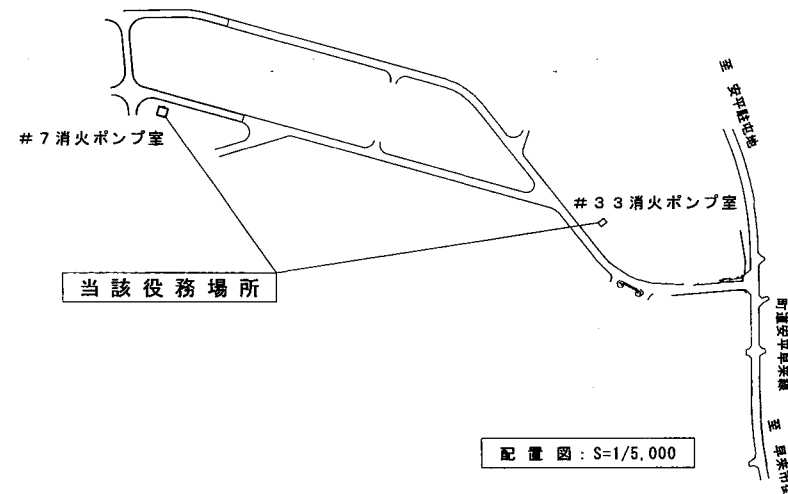 至 安平駐屯地
＃７消火ポンプ室
＃３３消火ポンプ室
当該役務場所
町道安平早来線
配置図：S=1/5,000
至 早来市街